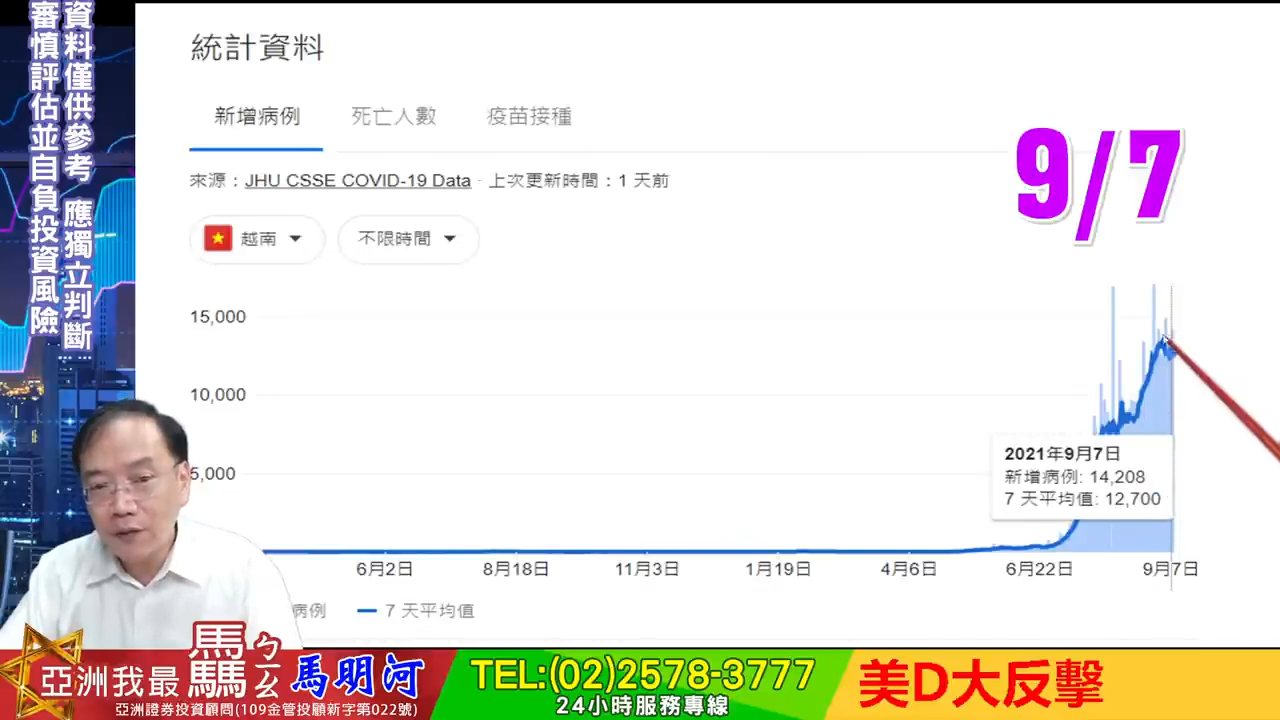 資料僅供參考 應獨立判斷
審慎評估並自負投資風險
統計資料
新增病例 死亡人數 疫苗接種
來源：JHU CSSE COVID-19 Data · 上次更新時間：1 天前
9/7
越南 不限時間
15,000
10,000
5,000
2021年9月7日
新增病例: 14,208
7 天平均值: 12,700
6月2日 8月18日 11月3日 1月19日 4月6日 6月22日 9月7日
病例 7 天平均值
亞洲我最驫ㄅㄧㄠ 馬明河
亞洲證券投資顧問(109金管投顧新字第022號)
TEL:(02)2578-3777
24小時服務專線
美D大反擊